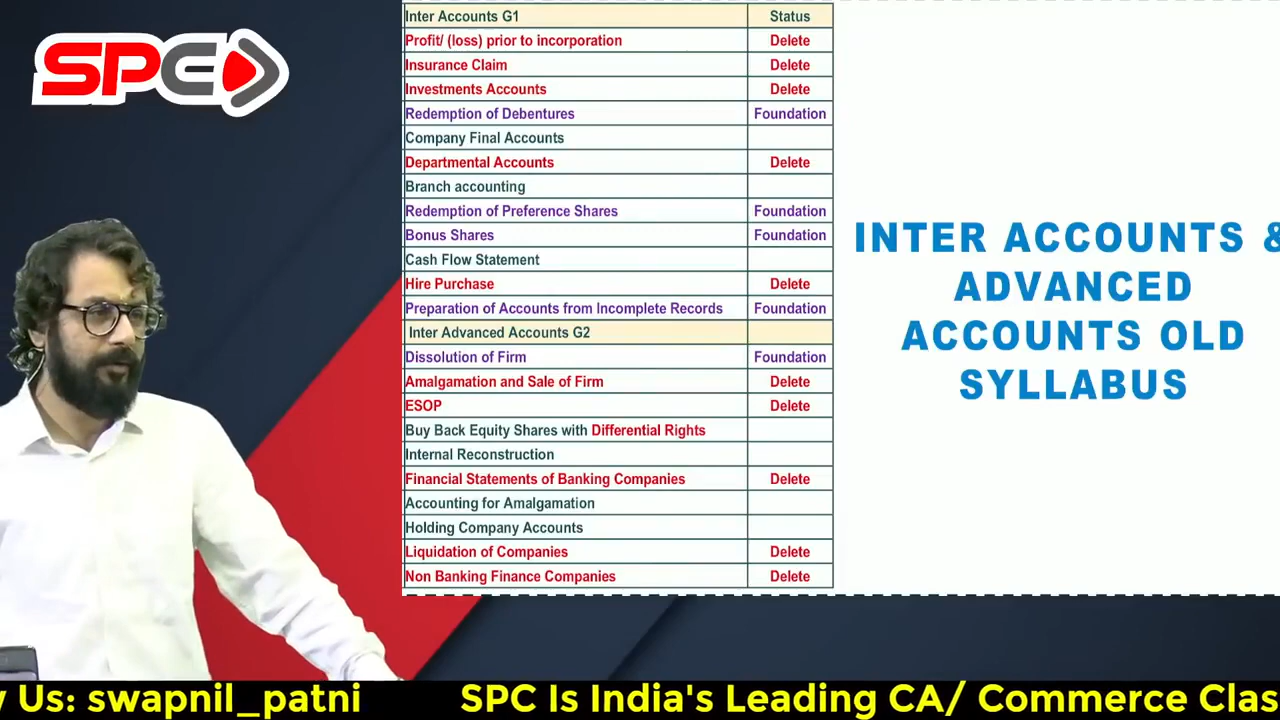 SPC
Inter Accounts G1 Status
Profit/ (loss) prior to incorporation Delete
Insurance Claim Delete
Investments Accounts Delete
Redemption of Debentures Foundation
Company Final Accounts
Departmental Accounts Delete
Branch accounting
Redemption of Preference Shares Foundation
Bonus Shares Foundation
Cash Flow Statement
Hire Purchase Delete
Preparation of Accounts from Incomplete Records Foundation
Inter Advanced Accounts G2
Dissolution of Firm Foundation
Amalgamation and Sale of Firm Delete
ESOP Delete
Buy Back Equity Shares with Differential Rights
Internal Reconstruction
Financial Statements of Banking Companies Delete
Accounting for Amalgamation
Holding Company Accounts
Liquidation of Companies Delete
Non Banking Finance Companies Delete
INTER ACCOUNTS &
ADVANCED
ACCOUNTS OLD
SYLLABUS
y Us: swapnil_patni SPC Is India's Leading CA/ Commerce Clas